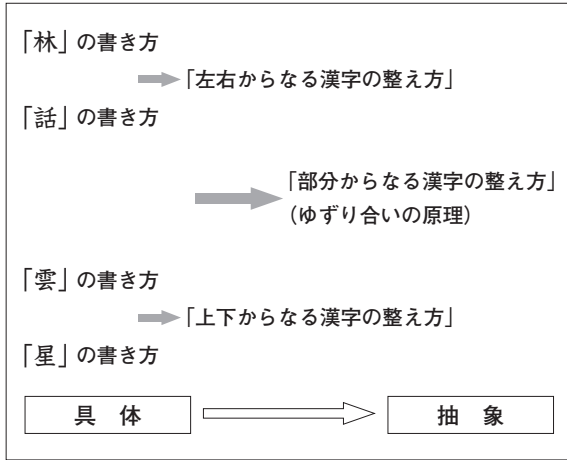 「林」の書き方
「左右からなる漢字の整え方」
「話」の書き方
「部分からなる漢字の整え方」
(ゆずり合いの原理)
「雲」の書き方
「上下からなる漢字の整え方」
「星」の書き方
具 体
抽 象